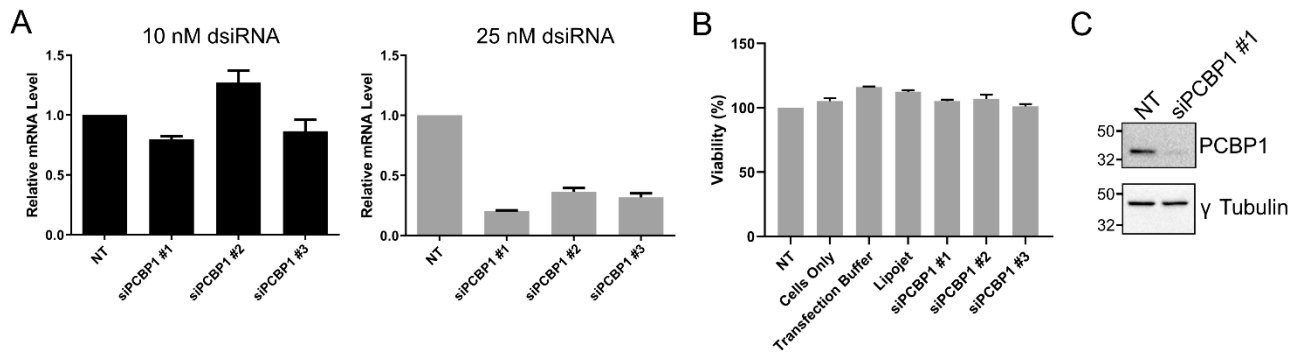 A
10 nM dsiRNA
Relative mRNA Level
1.5
1.0
0.5
0.0
NT
siPCBP1 #1
siPCBP1 #2
siPCBP1 #3
25 nM dsiRNA
Relative mRNA Level
1.5
1.0
0.5
0.0
NT
siPCBP1 #1
siPCBP1 #2
siPCBP1 #3
B
Viability (%)
150
100
50
0
NT
Cells Only
Transfection Buffer
Lipojet
siPCBP1 #1
siPCBP1 #2
siPCBP1 #3
C
NT
siPCBP1 #1
50
32
PCBP1
50
32
γ Tubulin